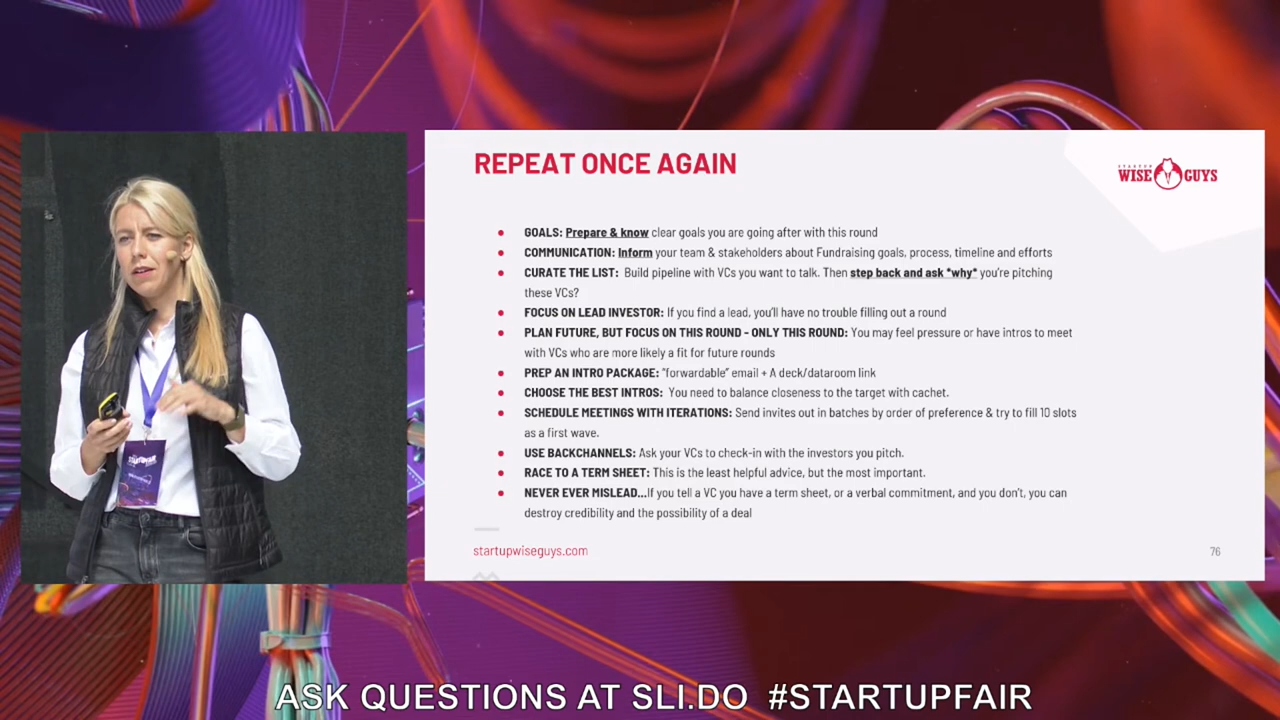 REPEAT ONCE AGAIN
STARTUP
WISE GUYS
GOALS: Prepare & know clear goals you are going after with this round
COMMUNICATION: Inform your team & stakeholders about Fundraising goals, process, timeline and efforts
CURATE THE LIST: Build pipeline with VCs you want to talk. Then step back and ask *why* you're pitching
these VCs?
FOCUS ON LEAD INVESTOR: If you find a lead, you'll have no trouble filling out a round
PLAN FUTURE, BUT FOCUS ON THIS ROUND - ONLY THIS ROUND: You may feel pressure or have intros to meet
with VCs who are more likely a fit for future rounds
PREP AN INTRO PACKAGE: "forwardable" email + A deck/dataroom link
CHOOSE THE BEST INTROS: You need to balance closeness to the target with cachet.
SCHEDULE MEETINGS WITH ITERATIONS: Send invites out in batches by order of preference & try to fill 10 slots
as a first wave.
USE BACKCHANNELS: Ask your VCs to check-in with the investors you pitch.
RACE TO A TERM SHEET: This is the least helpful advice, but the most important.
NEVER EVER MISLEAD...If you tell a VC you have a term sheet, or a verbal commitment, and you don't, you can
destroy credibility and the possibility of a deal
startupwiseguys.com
76
STARTUP FAIR
ASK QUESTIONS AT SLI.DO #STARTUPFAIR